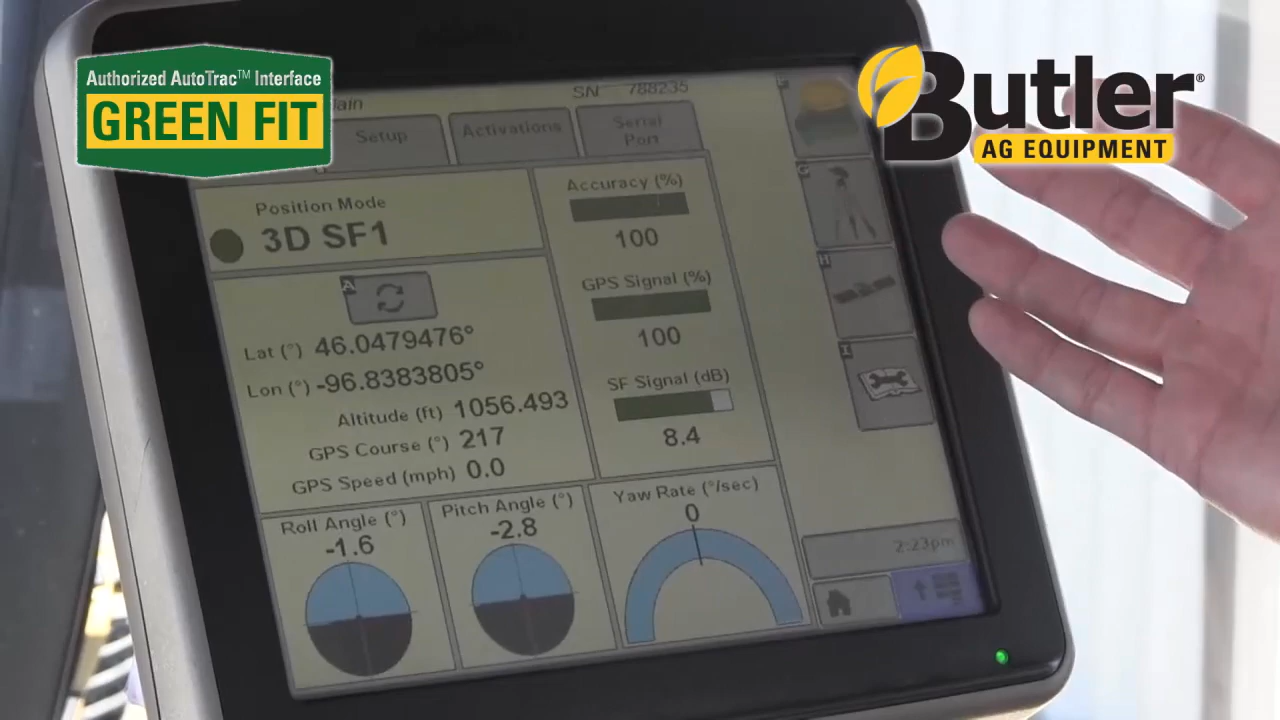 Authorized AutoTrac™ Interface
GREEN FIT
Butler®
AG EQUIPMENT
SN 788235
Setup
Activations
Serial
Port
Position Mode
3D SF1
A
Lat (°) 46.0479476°
Lon (°) -96.8383805°
Altitude (ft) 1056.493
GPS Course (°) 217
GPS Speed (mph) 0.0
Accuracy (%)
100
GPS Signal (%)
100
SF Signal (dB)
8.4
Roll Angle (°)
-1.6
Pitch Angle (°)
-2.8
Yaw Rate (°/sec)
0
G
H
I
2:23pm